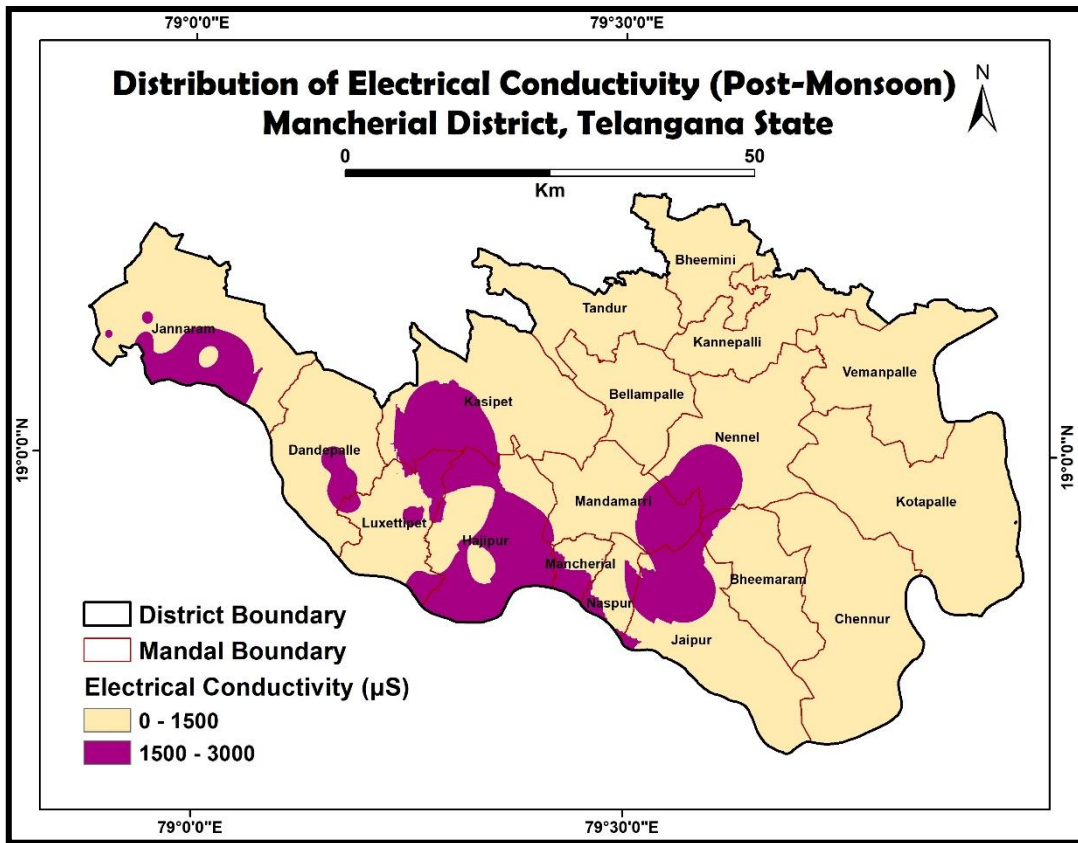 79°0'0"E
79°30'0"E
Distribution of Electrical Conductivity (Post-Monsoon)
Mancherial District, Telangana State
N
0
50
Km
Bheemini
Tandur
Jannaram
Kannepalli
Vemanpalle
Bellampalle
Kasipet
Nennel
19°0'0"N
19°0'0"N
Dandepalle
Mandamarri
Kotapalle
Luxettipet
Hajipur
Mancherial
Bheemaram
Naspur
Chennur
Jaipur
District Boundary
Mandal Boundary
Electrical Conductivity (µS)
0 - 1500
1500 - 3000
79°0'0"E
79°30'0"E